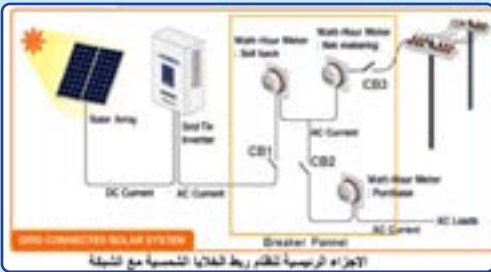 Watt-Hour Meter
: Sell back
Watt-Hour Meter
: Net metering
CB3
Solar Array
Grid Tie
Inverter
CB1
AC Current
CB2
Watt-Hour Meter
: Purchase
DC Current
AC Current
AC Loads
AC Current
GRID CONNECTED SOLAR SYSTEM
Breaker Pannel
الاجزاء الرئيسية لنظام ربط الخلايا الشمسية مع الشبكة